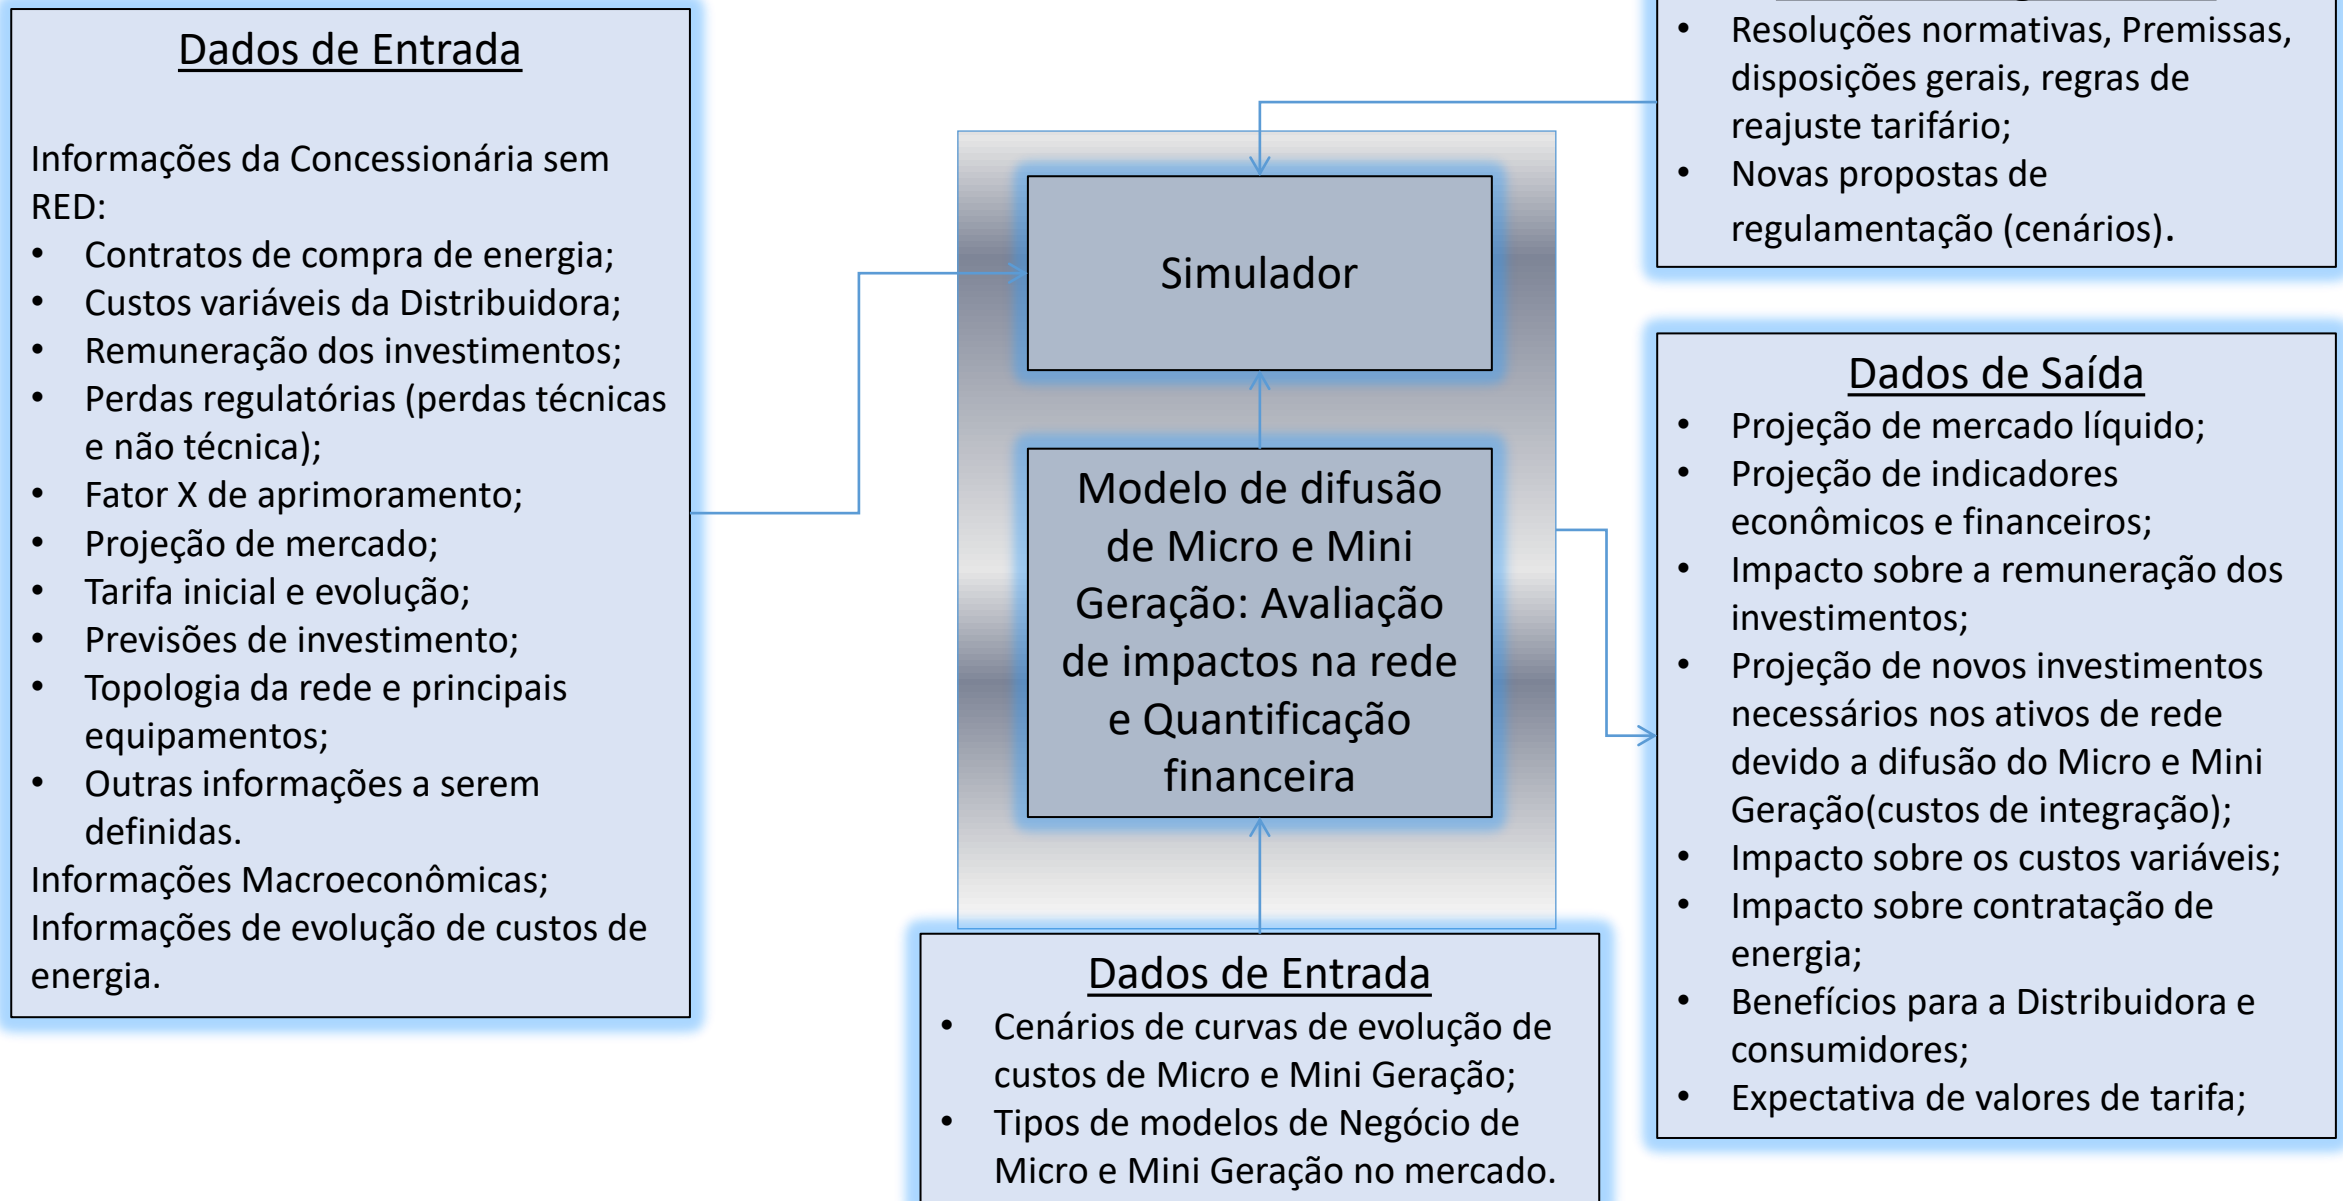 Dados de Entrada
Informações da Concessionária sem
RED:
• Contratos de compra de energia;
• Custos variáveis da Distribuidora;
• Remuneração dos investimentos;
• Perdas regulatórias (perdas técnicas
e não técnica);
• Fator X de aprimoramento;
• Projeção de mercado;
• Tarifa inicial e evolução;
• Previsões de investimento;
• Topologia da rede e principais
equipamentos;
• Outras informações a serem
definidas.
Informações Macroeconômicas;
Informações de evolução de custos de
energia.
Simulador
Modelo de difusão
de Micro e Mini
Geração: Avaliação
de impactos na rede
e Quantificação
financeira
Dados de Entrada
• Cenários de curvas de evolução de
custos de Micro e Mini Geração;
• Tipos de modelos de Negócio de
Micro e Mini Geração no mercado.
• Resoluções normativas, Premissas,
disposições gerais, regras de
reajuste tarifário;
• Novas propostas de
regulamentação (cenários).
Dados de Saída
• Projeção de mercado líquido;
• Projeção de indicadores
econômicos e financeiros;
• Impacto sobre a remuneração dos
investimentos;
• Projeção de novos investimentos
necessários nos ativos de rede
devido a difusão do Micro e Mini
Geração(custos de integração);
• Impacto sobre os custos variáveis;
• Impacto sobre contratação de
energia;
• Benefícios para a Distribuidora e
consumidores;
• Expectativa de valores de tarifa;